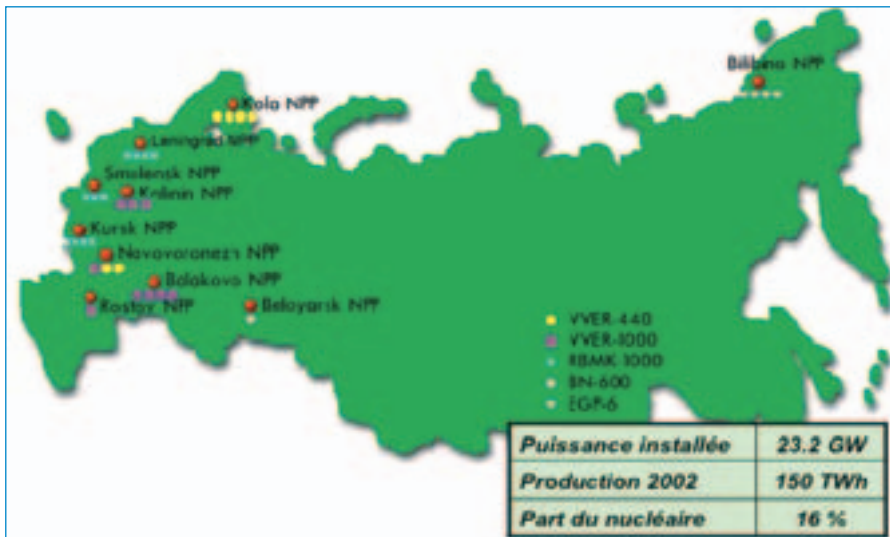 Bilibino NPP
Kola NPP
Leningrad NPP
Smolensk NPP
Kalinin NPP
Kursk NPP
Novovoronezh NPP
Balakovo NPP
Rostov NPP
Beloyarsk NPP
VVER-440
VVER-1000
RBMK-1000
BN-600
EGP-6
Puissance installée 23.2 GW
Production 2002 150 TWh
Part du nucléaire 16 %